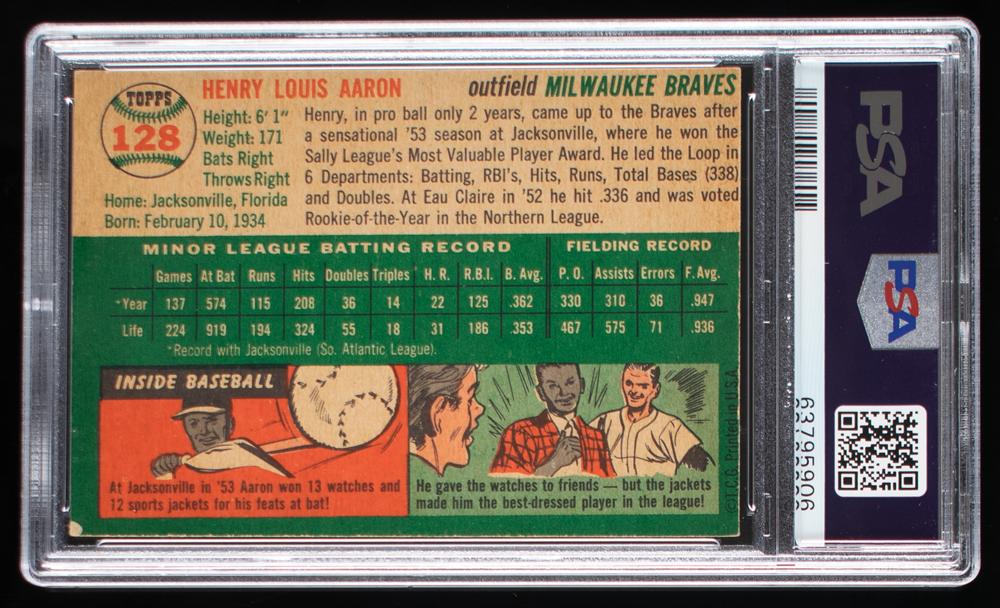 TOPPS
128
HENRY LOUIS AARON
outfield MILWAUKEE BRAVES
Height: 6' 1"
Weight: 171
Bats Right
Throws Right
Home: Jacksonville, Florida
Born: February 10, 1934
Henry, in pro ball only 2 years, came up to the Braves after
a sensational '53 season at Jacksonville, where he won the
Sally League's Most Valuable Player Award. He led the Loop in
6 Departments: Batting, RBI's, Hits, Runs, Total Bases (338)
and Doubles. At Eau Claire in '52 he hit .336 and was voted
Rookie-of-the-Year in the Northern League.
MINOR LEAGUE BATTING RECORD FIELDING RECORD
Games At Bat Runs Hits Doubles Triples H. R. R.B.I. B. Avg. P. O. Assists Errors F. Avg.
*Year 137 574 115 208 36 14 22 125 .362 330 310 36 .947
Life 224 919 194 324 55 18 31 186 .353 467 575 71 .936
*Record with Jacksonville (So. Atlantic League).
INSIDE BASEBALL
At Jacksonville in '53 Aaron won 13 watches and
12 sports jackets for his feats at bat!
He gave the watches to friends — but the jackets
made him the best-dressed player in the league!
©T.C.G. Printed in U.S.A.
PSA
PSA
63795906